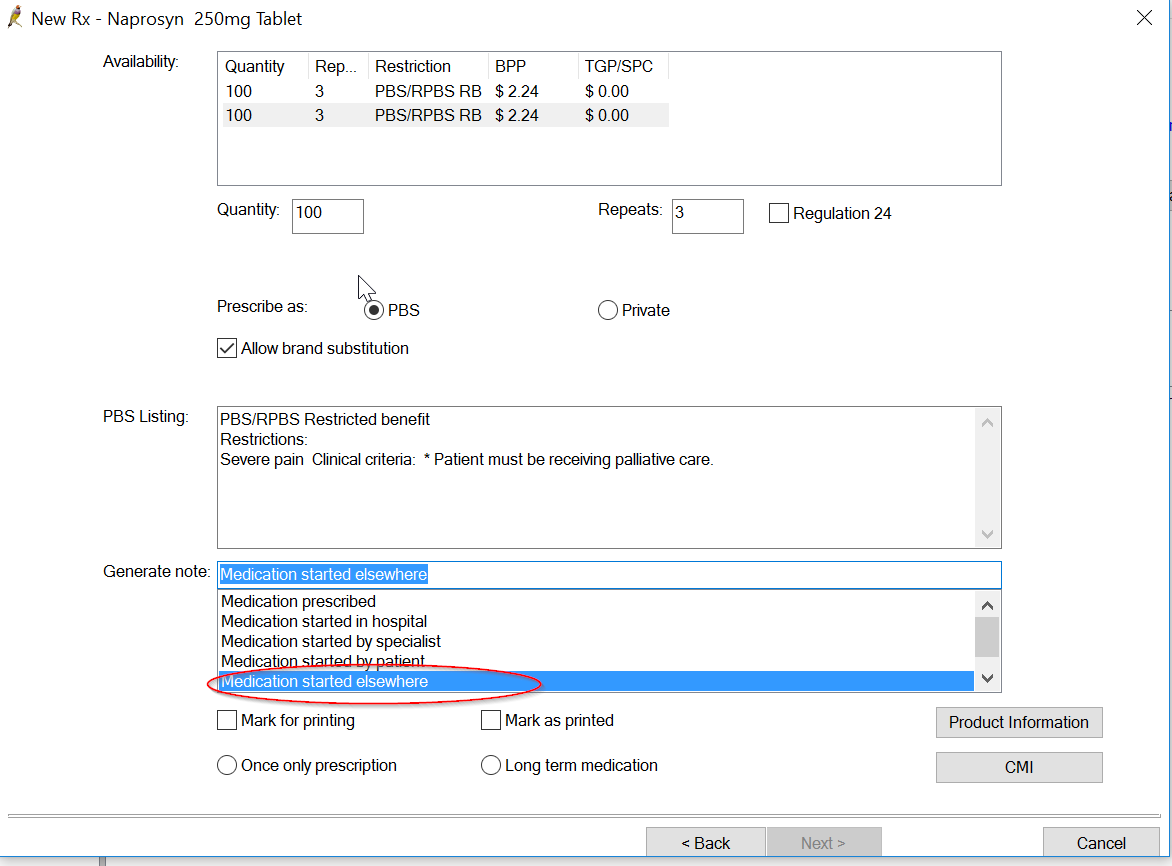 New Rx - Naprosyn  250mg Tablet
Availability:
Quantity Rep... Restriction BPP TGP/SPC
100 3 PBS/RPBS RB $ 2.24 $ 0.00
100 3 PBS/RPBS RB $ 2.24 $ 0.00
Quantity: 100 Repeats: 3 Regulation 24
Prescribe as: PBS Private
Allow brand substitution
PBS Listing:
PBS/RPBS Restricted benefit
Restrictions:
Severe pain  Clinical criteria:  * Patient must be receiving palliative care.
Generate note: Medication started elsewhere
Medication prescribed
Medication started in hospital
Medication started by specialist
Medication started by patient
Medication started elsewhere
Mark for printing Mark as printed Product Information
Once only prescription Long term medication CMI
< Back Next > Cancel